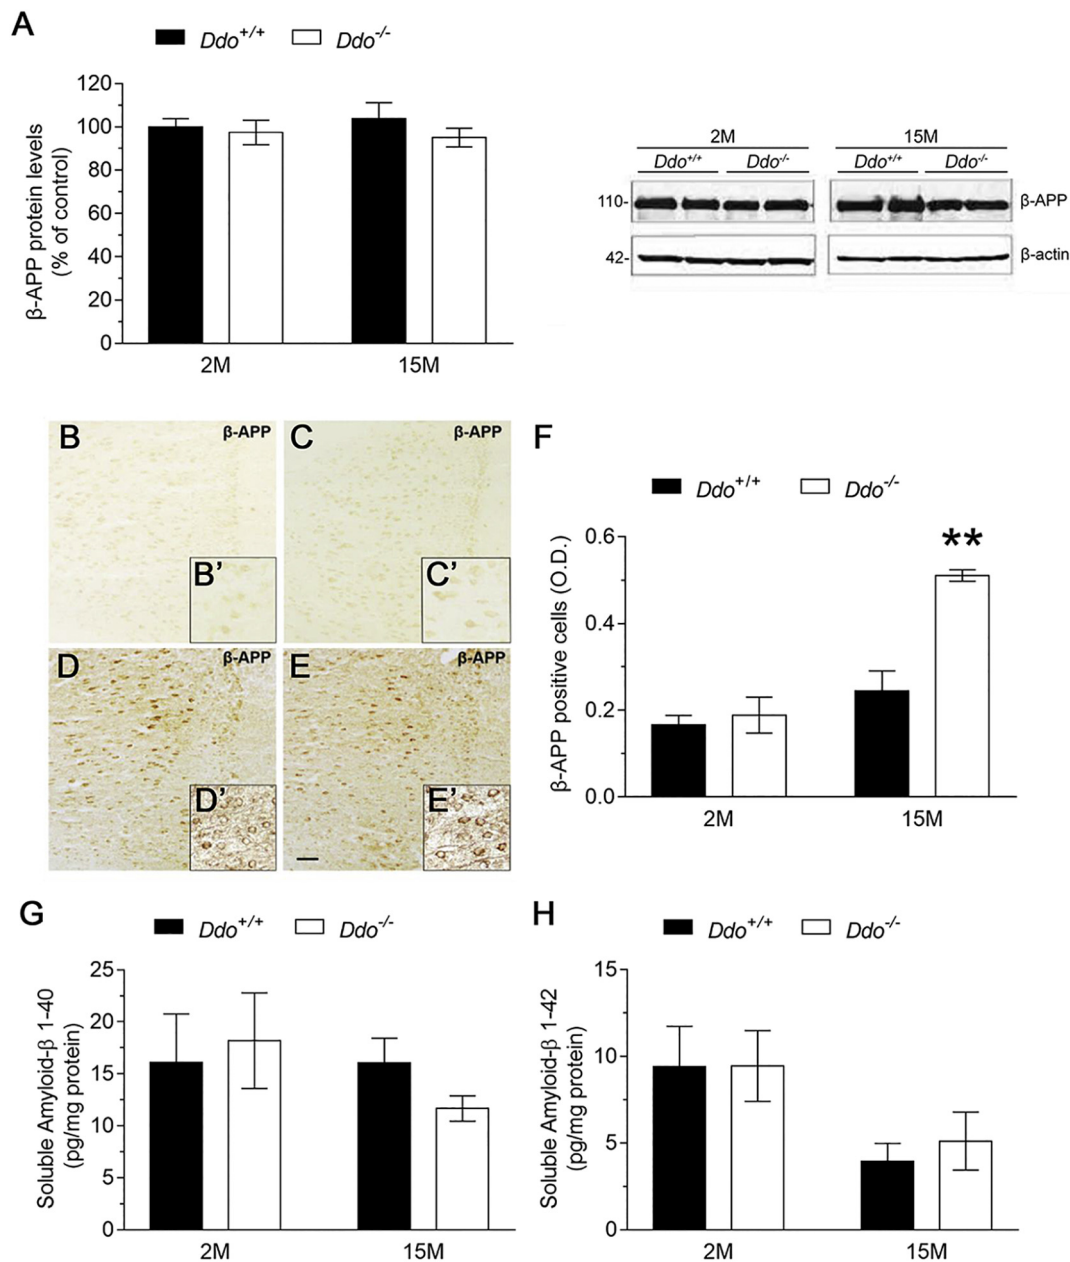 A
Ddo+/+ Ddo-/-
β-APP protein levels
(% of control)
120
100
80
60
40
20
0
2M 15M
2M 15M
Ddo+/+ Ddo-/- Ddo+/+ Ddo-/-
110- β-APP
42- β-actin
B β-APP
B'
C β-APP
C'
D β-APP
D'
E β-APP
E'
F
Ddo+/+ Ddo-/-
β-APP positive cells (O.D.)
0.6
0.4
0.2
0.0
**
2M 15M
G
Ddo+/+ Ddo-/-
Soluble Amyloid-β 1-40
(pg/mg protein)
25
20
15
10
5
0
2M 15M
H
Ddo+/+ Ddo-/-
Soluble Amyloid-β 1-42
(pg/mg protein)
15
10
5
0
2M 15M